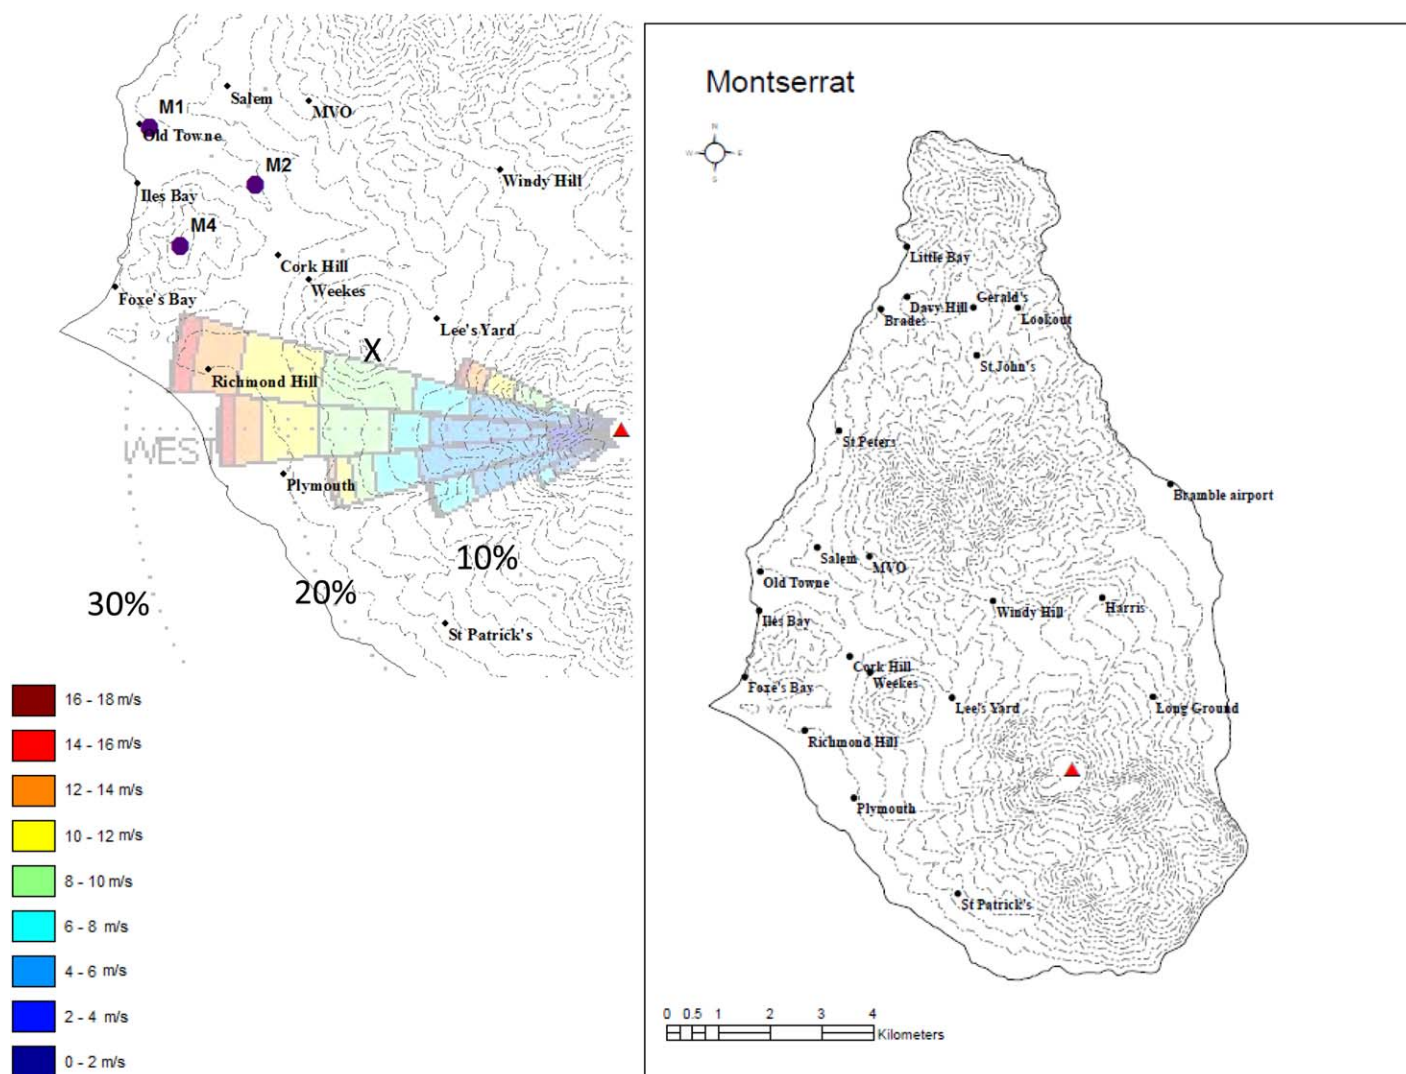 M1
Salem
MVO
Old Towne
M2
Windy Hill
Iles Bay
M4
Cork Hill
Weekes
Foxe's Bay
Lee's Yard
X
Richmond Hill
WEST
Plymouth
10%
20%
30%
St Patrick's
16 - 18 m/s
14 - 16 m/s
12 - 14 m/s
10 - 12 m/s
8 - 10 m/s
6 - 8 m/s
4 - 6 m/s
2 - 4 m/s
0 - 2 m/s
Montserrat
N
W E
S
Little Bay
Gerald's
Davy Hill
Brades
Lookout
St John's
St Peters
Bramble airport
Salem
MVO
Old Towne
Windy Hill
Harris
Iles Bay
Cork Hill
Weekes
Foxe's Bay
Lee's Yard
Long Ground
Richmond Hill
Plymouth
St Patrick's
0 0.5 1 2 3 4
Kilometers